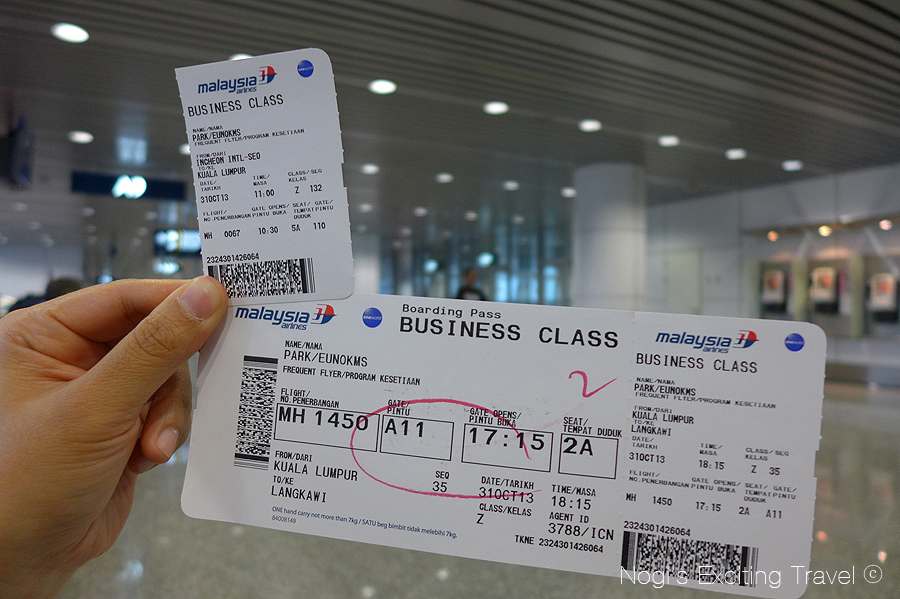 malaysia
airlines
oneworld
BUSINESS CLASS
NAME/NAMA
PARK/EUNOKMS
FREQUENT FLYER/PROGRAM KESETIAAN
FROM/DARI
INCHEON INTL-SEO
TO/KE
KUALA LUMPUR
DATE/ TIME/ CLASS/ SEQ
TARIKH MASA KELAS
31OCT13 11:00 Z 132
FLIGHT/ GATE OPENS/ SEAT/ GATE/
NO.PENERBANGAN PINTU BUKA TEMPAT PINTU
DUDUK
MH 0067 10:30 5A 110
2324301426064
malaysia
airlines
oneworld
Boarding Pass
BUSINESS CLASS
NAME/NAMA
PARK/EUNOKMS
FREQUENT FLYER/PROGRAM KESETIAAN
2
FLIGHT/ GATE/ GATE OPENS/ SEAT/
NO.PENERBANGAN PINTU PINTU BUKA TEMPAT DUDUK
MH 1450 A11 17:15 2A
FROM/DARI SEQ DATE/TARIKH TIME/MASA
KUALA LUMPUR 35 31OCT13 18:15
TO/KE CLASS/KELAS AGENT ID
LANGKAWI Z 3788/ICN
TKNE 2324301426064
ONE hand carry not more than 7kg / SATU beg bimbit tidak melebihi 7kg.
84008149
malaysia
airlines
BUSINESS CLASS
NAME/NAMA
PARK/EUNOKMS
FREQUENT FLYER/PROGRAM KESETIAAN
FROM/DARI
KUALA LUMPUR
TO/KE
LANGKAWI
DATE/ TIME/ CLASS/ SEQ
TARIKH MASA KELAS
31OCT13 18:15 Z 35
FLIGHT/ GATE OPENS/ SEAT/ GATE/
NO.PENERBANGAN PINTU BUKA TEMPAT PINTU
DUDUK
MH 1450 17:15 2A A11
2324301426064
Nogi's Exciting Travel ©